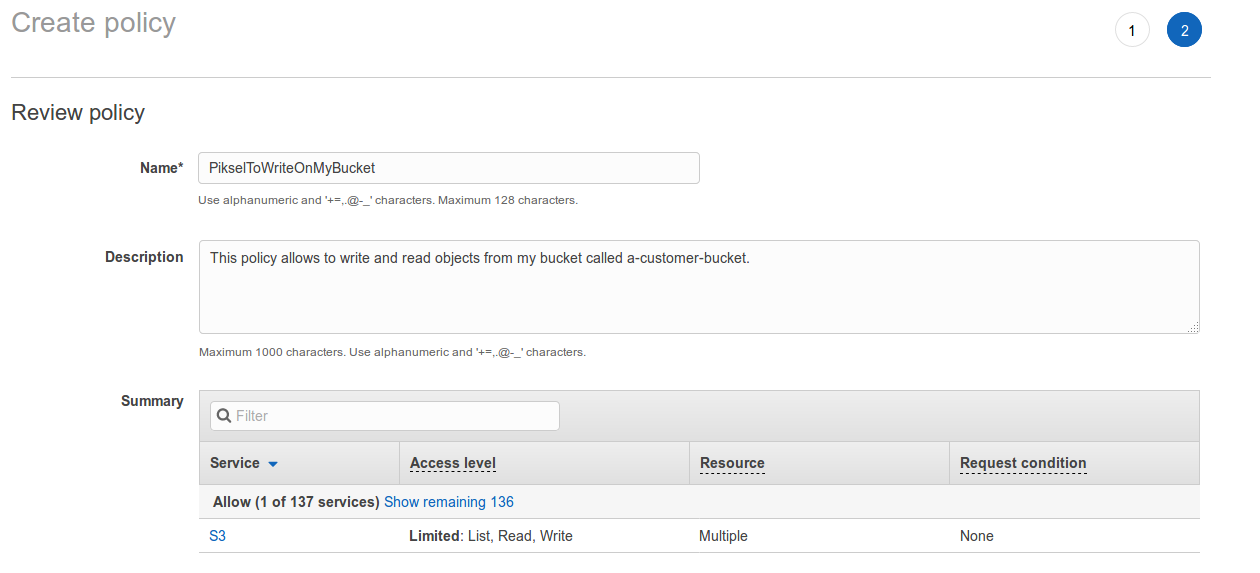 Create policy
1
2
Review policy
Name*
PikselToWriteOnMyBucket
Use alphanumeric and '+=,.@-_' characters. Maximum 128 characters.
Description
This policy allows to write and read objects from my bucket called a-customer-bucket.
Maximum 1000 characters. Use alphanumeric and '+=,.@-_' characters.
Summary
Filter
Service Access level Resource Request condition
Allow (1 of 137 services) Show remaining 136
S3 Limited: List, Read, Write Multiple None